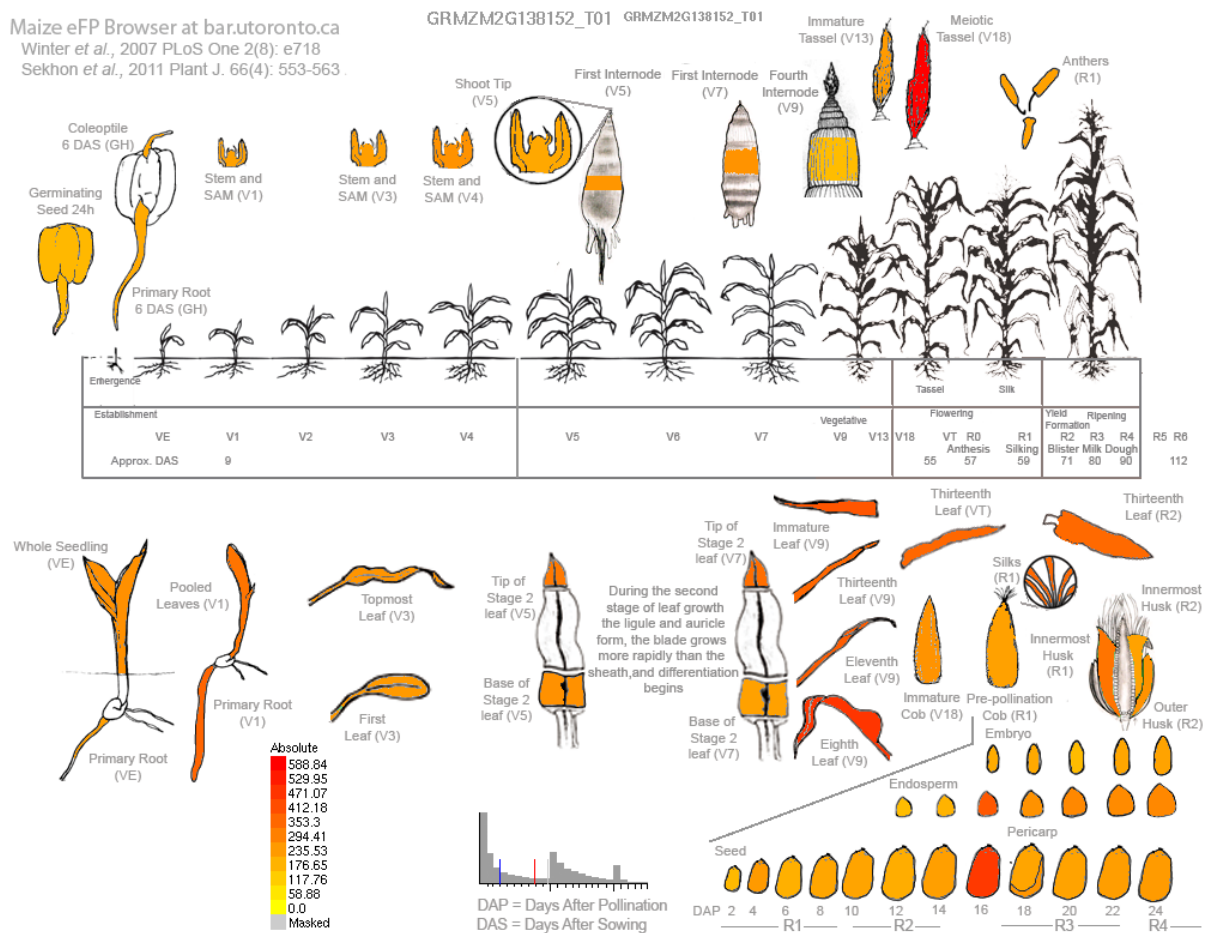 Maize eFP Browser at bar.utoronto.ca
Winter et al., 2007 PLoS One 2(8): e718
Sekhon et al., 2011 Plant J. 66(4): 553-563
GRMZM2G138152_T01 GRMZM2G138152_T01
Immature
Tassel (V13)
Meiotic
Tassel (V18)
Anthers
(R1)
Shoot Tip
(V5)
First Internode
(V5)
First Internode
(V7)
Fourth
Internode
(V9)
Coleoptile
6 DAS (GH)
Stem and
SAM (V1)
Stem and
SAM (V3)
Stem and
SAM (V4)
Germinating
Seed 24h
Primary Root
6 DAS (GH)
Emergence
Tassel
Silk
Establishment
Vegetative
Flowering
Yield
Formation
Ripening
VE V1 V2 V3 V4 V5 V6 V7 V9 V13 V18 VT R0 R1 R2 R3 R4 R5 R6
Anthesis Silking Blister Milk Dough
Approx. DAS 9 55 57 59 71 80 90 112
Whole Seedling
(VE)
Pooled
Leaves (V1)
Topmost
Leaf (V3)
Tip of
Stage 2
leaf (V5)
During the second
stage of leaf growth
the ligule and auricle
form, the blade grows
more rapidly than the
sheath,and differentiation
begins
Tip of
Stage 2
leaf (V7)
Immature
Leaf (V9)
Thirteenth
Leaf (VT)
Thirteenth
Leaf (R2)
Thirteenth
Leaf (V9)
Silks
(R1)
Innermost
Husk (R2)
Eleventh
Leaf (V9)
Innermost
Husk
(R1)
Primary Root
(V1)
First
Leaf (V3)
Base of
Stage 2
leaf (V5)
Base of
Stage 2
leaf (V7)
Eighth
Leaf (V9)
Immature
Cob (V18)
Pre-pollination
Cob (R1)
Outer
Husk (R2)
Primary Root
(VE)
Absolute
588.84
529.95
471.07
412.18
353.3
294.41
235.53
176.65
117.76
58.88
0.0
Masked
DAP = Days After Pollination
DAS = Days After Sowing
Embryo
Endosperm
Pericarp
Seed
DAP 2 4 6 8 10 12 14 16 18 20 22 24
R1 R2 R3 R4